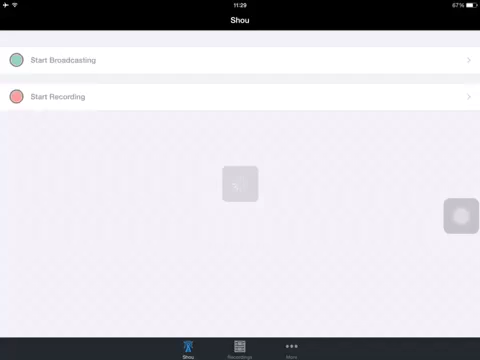 11:29
67%
Shou
Start Broadcasting
Start Recording
Shou
Recordings
More